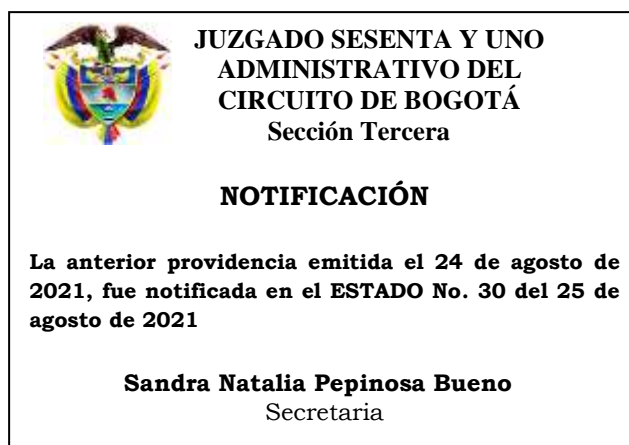 JUZGADO SESENTA Y UNO
ADMINISTRATIVO DEL
CIRCUITO DE BOGOTÁ
Sección Tercera
NOTIFICACIÓN
La anterior providencia emitida el 24 de agosto de
2021, fue notificada en el ESTADO No. 30 del 25 de
agosto de 2021
Sandra Natalia Pepinosa Bueno
Secretaria